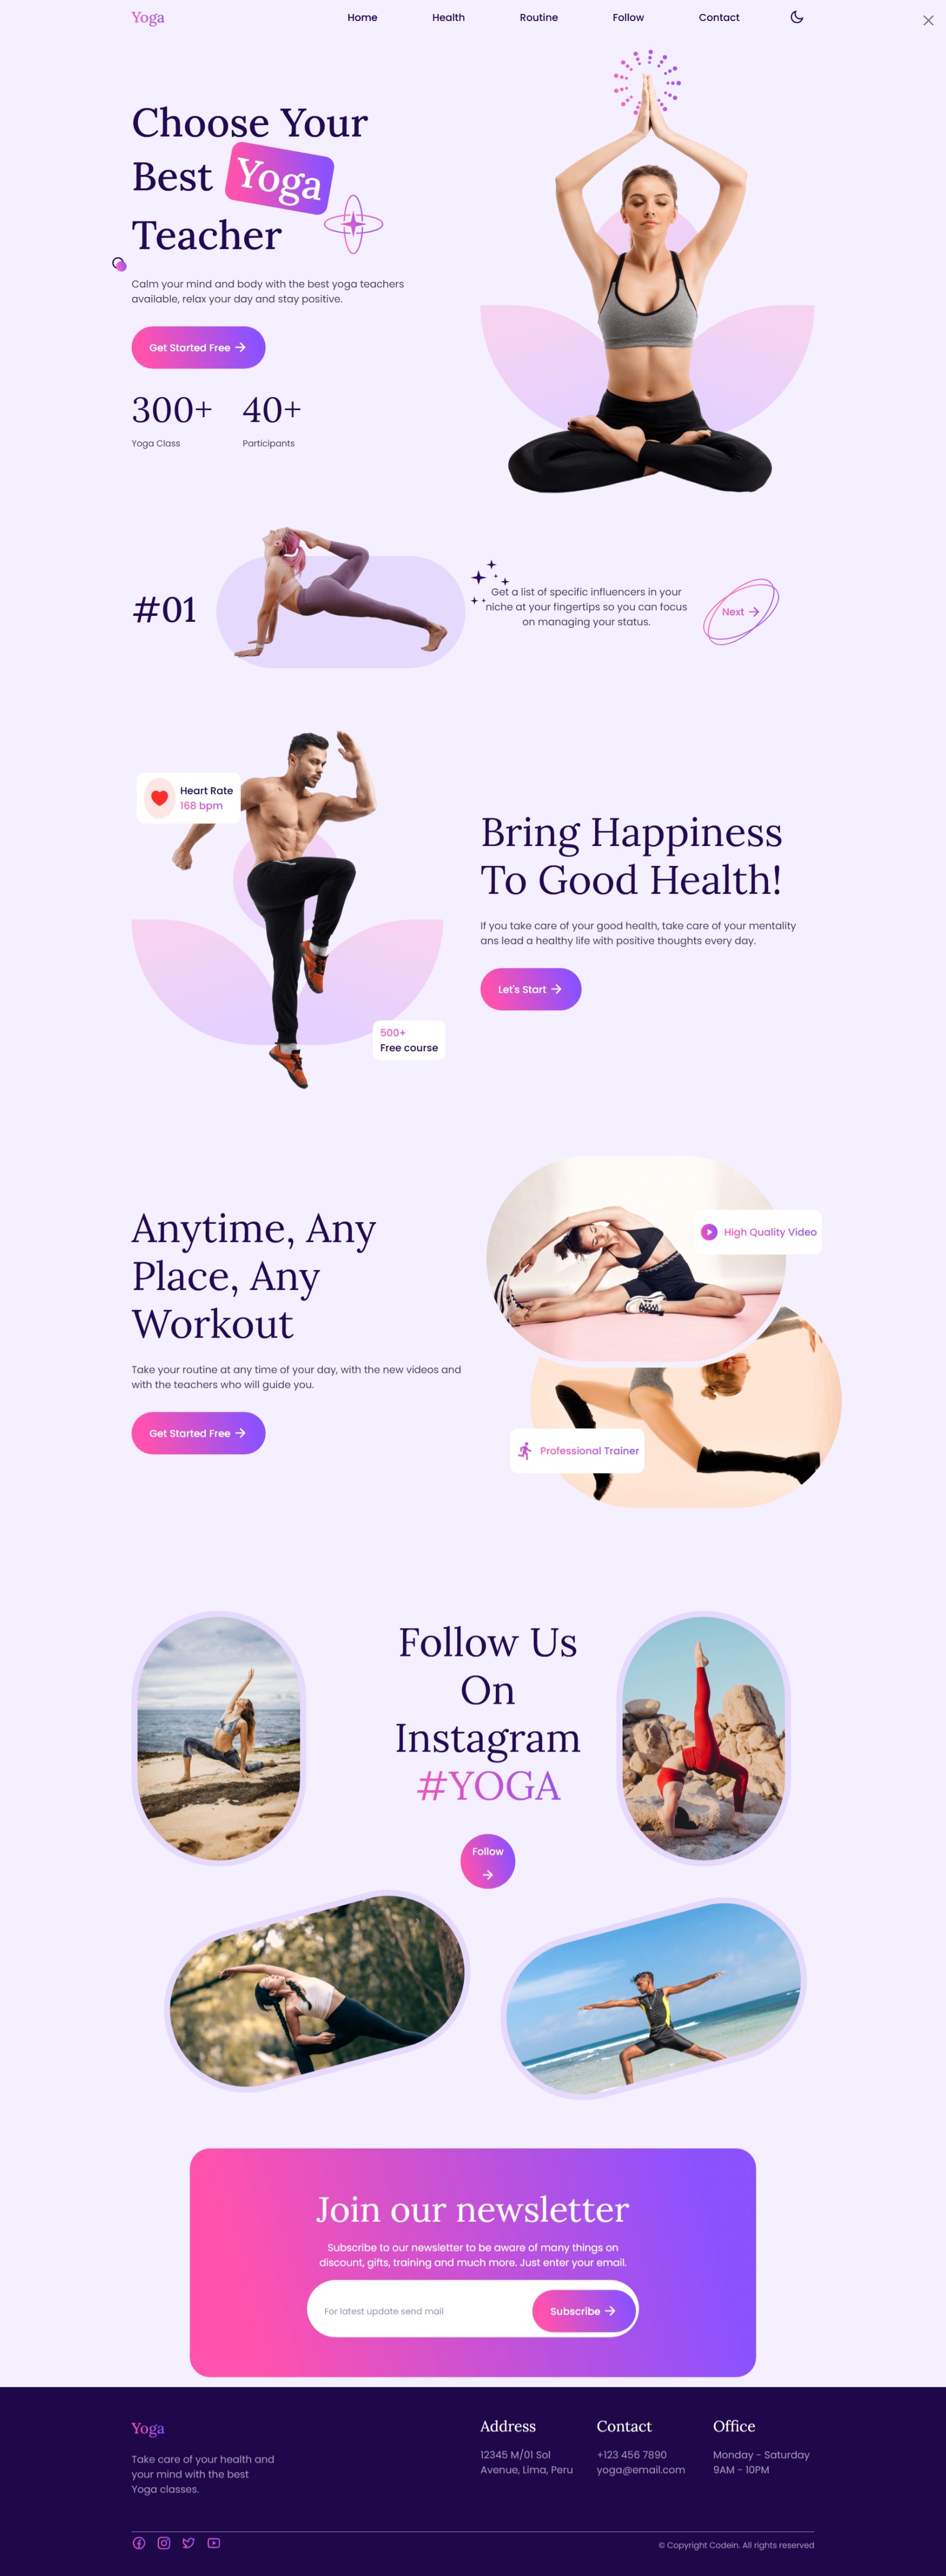 Yoga
Home
Health
Routine
Follow
Contact
Choose Your
Best Yoga
Teacher
Calm your mind and body with the best yoga teachers
available, relax your day and stay positive.
Get Started Free
300+
Yoga Class
40+
Participants
#01
Get a list of specific influencers in your
niche at your fingertips so you can focus
on managing your status.
Next
Heart Rate
168 bpm
500+
Free course
Bring Happiness
To Good Health!
If you take care of your good health, take care of your mentality
ans lead a healthy life with positive thoughts every day.
Let's Start
Anytime, Any
Place, Any
Workout
Take your routine at any time of your day, with the new videos and
with the teachers who will guide you.
Get Started Free
High Quality Video
Professional Trainer
Follow Us
On
Instagram
#YOGA
Follow
Join our newsletter
Subscribe to our newsletter to be aware of many things on
discount, gifts, training and much more. Just enter your email.
For latest update send mail
Subscribe
Yoga
Take care of your health and
your mind with the best
Yoga classes.
Address
12345 M/01 Sol
Avenue, Lima, Peru
Contact
+123 456 7890
yoga@email.com
Office
Monday - Saturday
9AM - 10PM
© Copyright Codein. All rights reserved